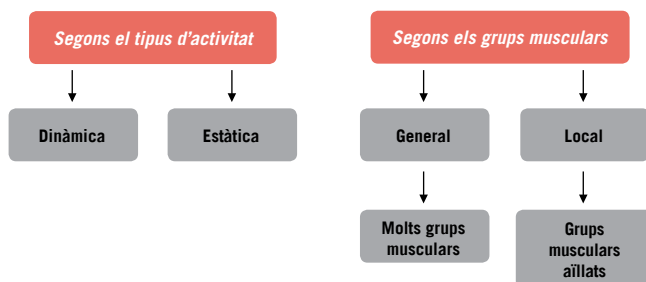 Segons el tipus d'activitat
Segons els grups musculars
Dinàmica
Estàtica
General
Local
Molts grups
musculars
Grups
musculars
aïllats